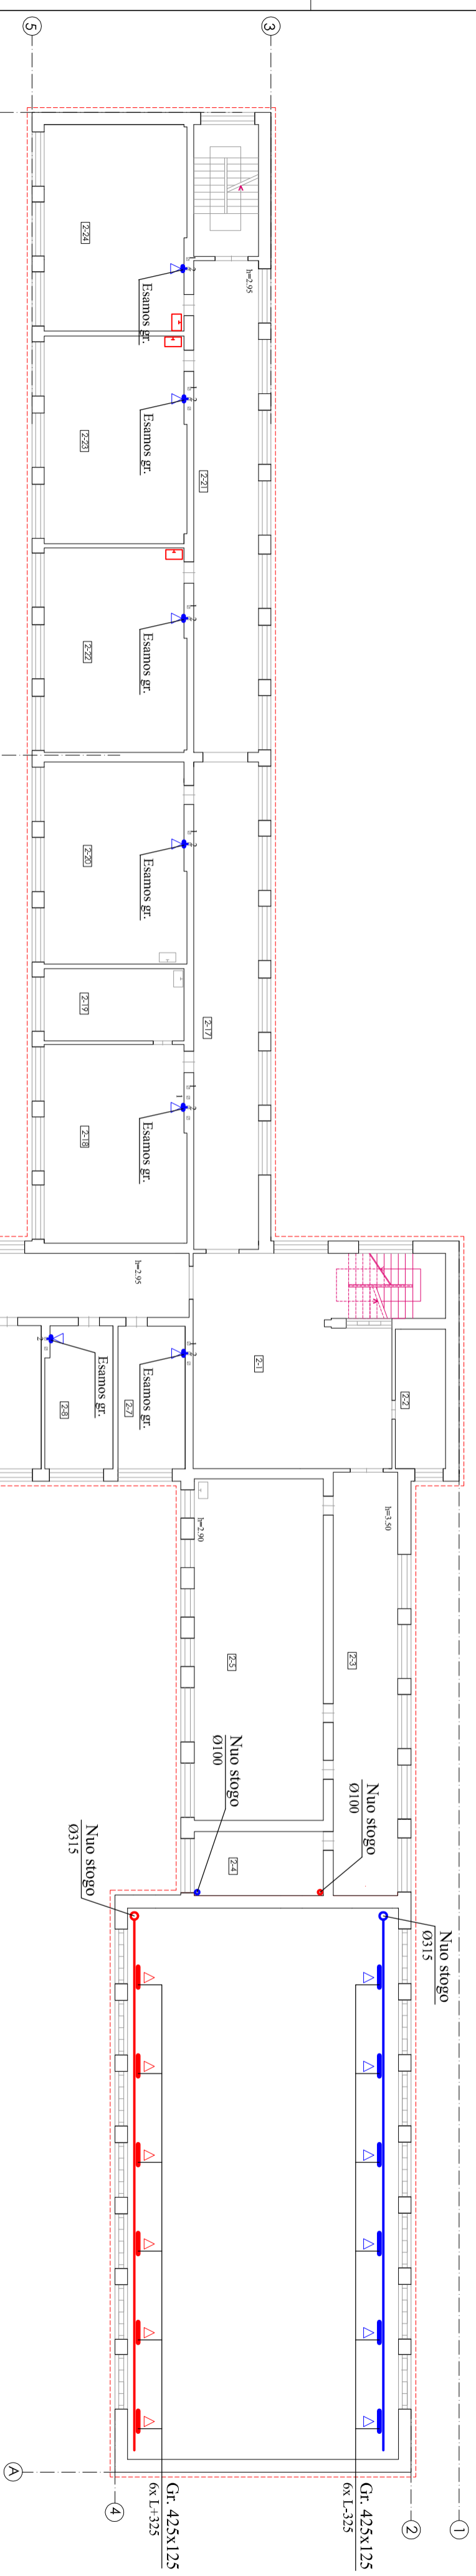 5
3
h=2.95
2-24
Esamos gr.
2-23
Esamos gr.
2-21
2-22
Esamos gr.
2-20
Esamos gr.
2-19
2-17
2-18
Esamos gr.
1
h=2.95
2-8
Esamos gr.
2-7
Esamos gr.
2-1
2-2
h=2.90
h=3.50
2-5
2-3
Nuo stogo
Ø100
Nuo stogo
Ø100
2-4
Nuo stogo
Ø315
Nuo stogo
Ø315
Gr. 425x125
6x L+325
Gr. 425x125
6x L-325
A
4
2
1